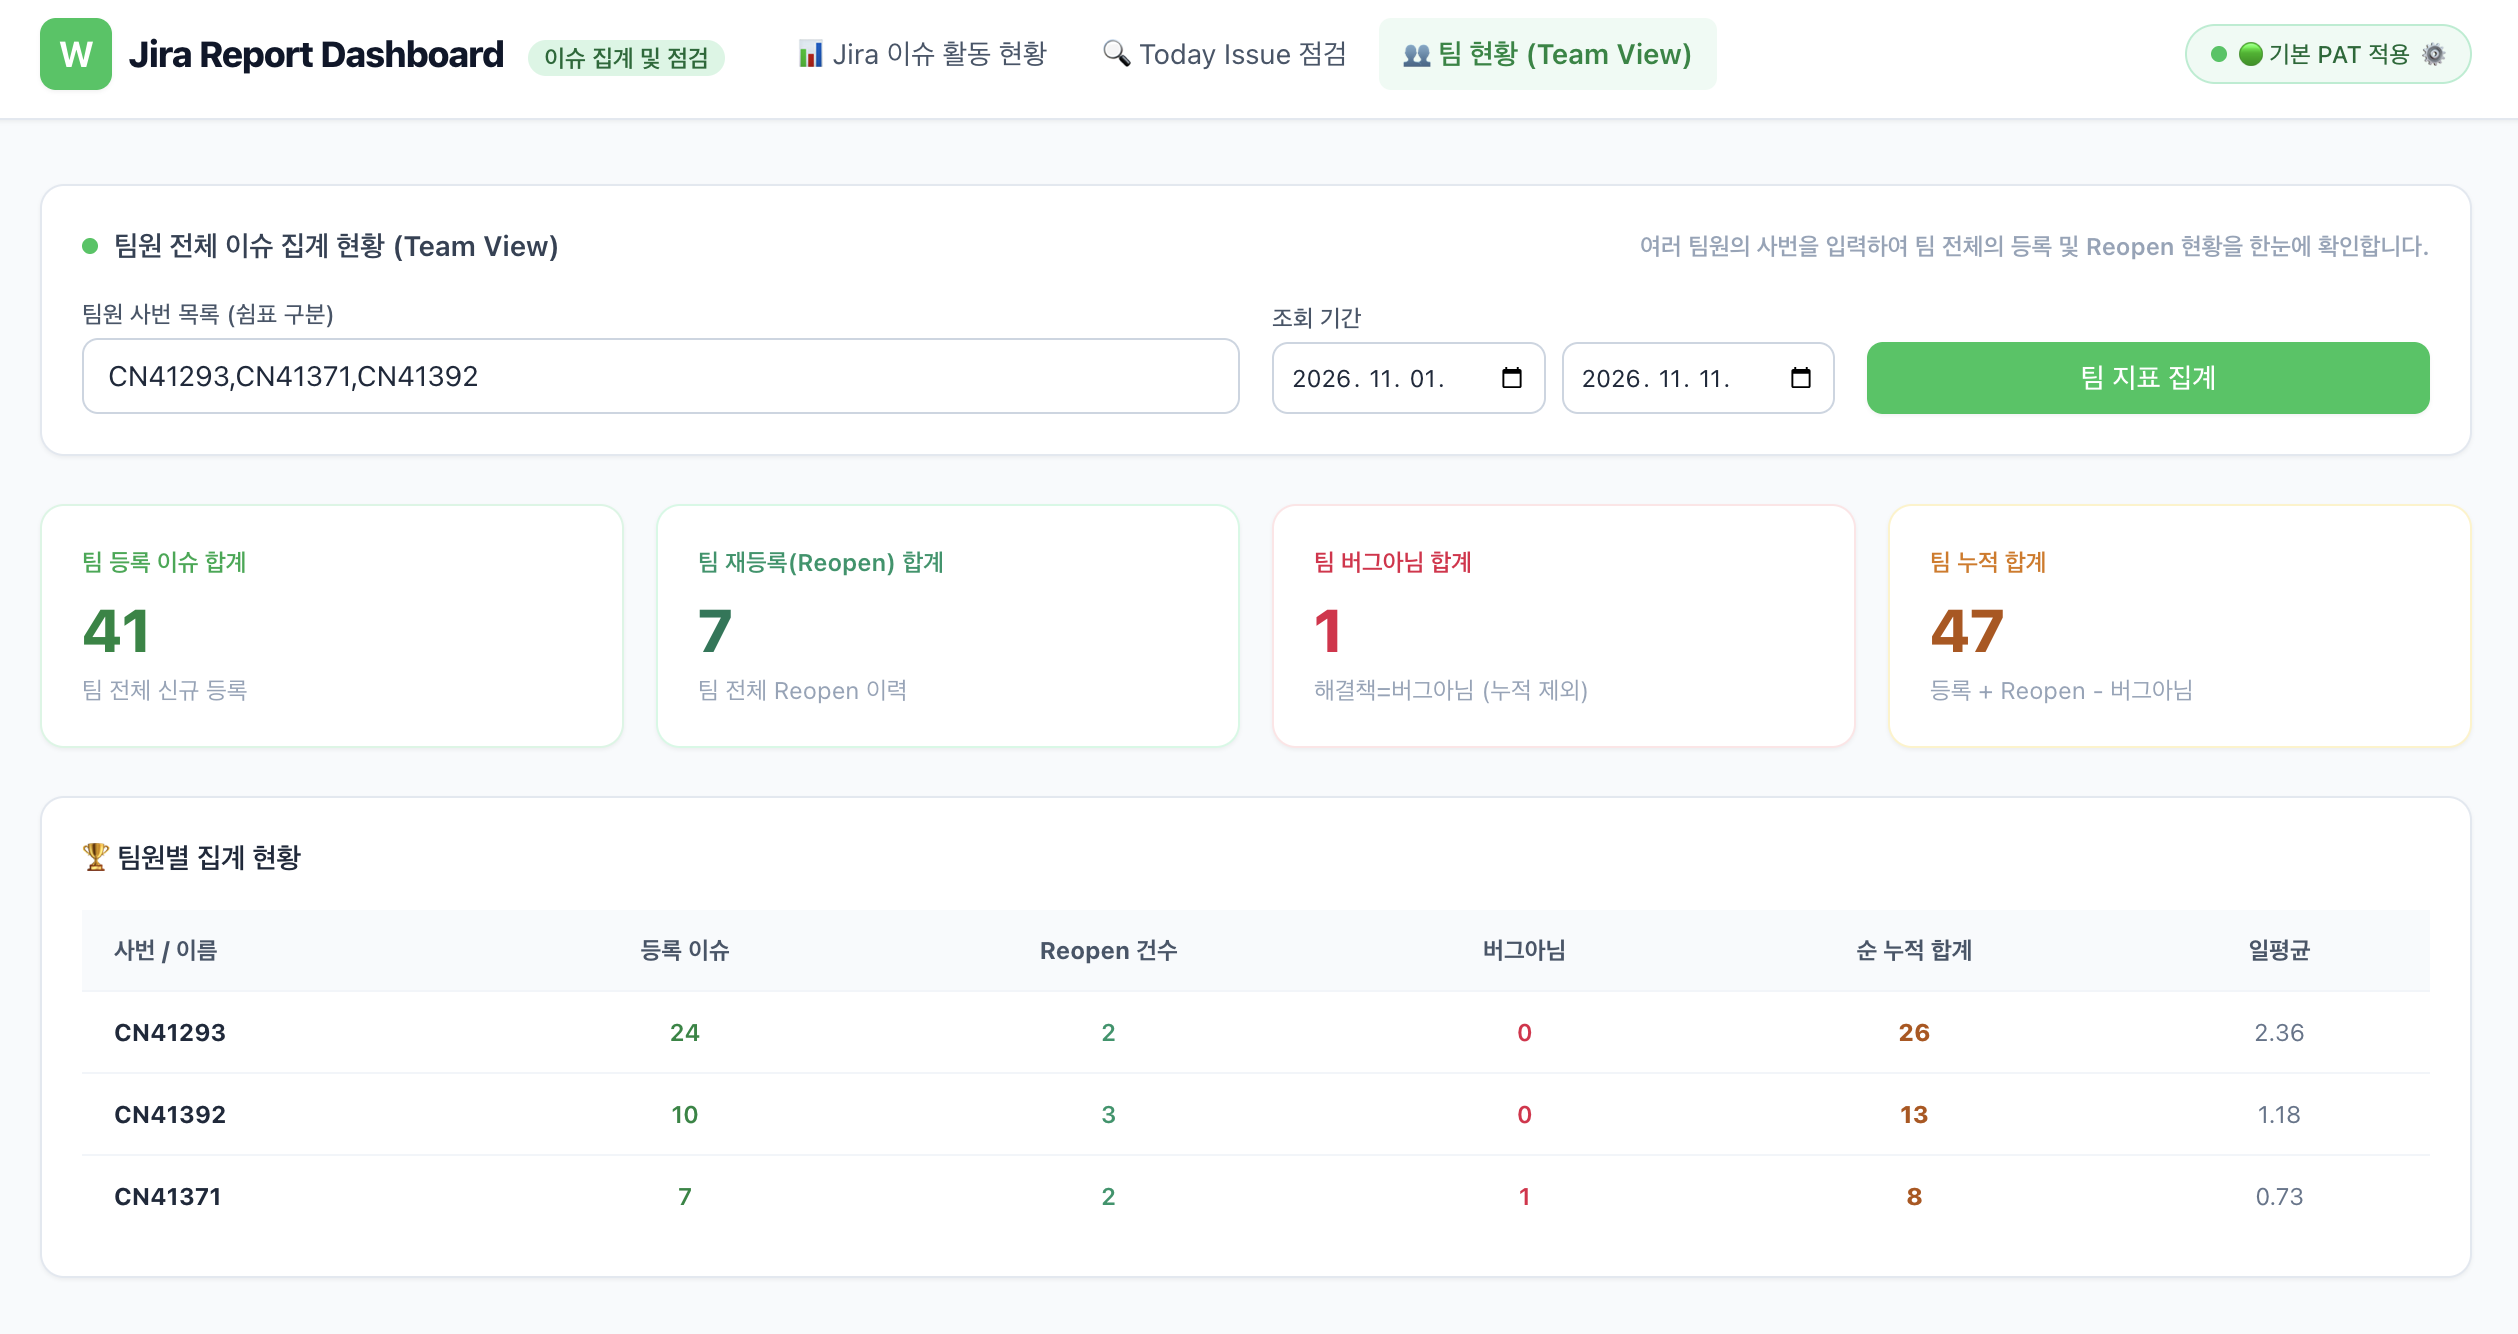 W Jira Report Dashboard 이슈 집계 및 점검 📊 Jira 이슈 활동 현황 🔍 Today Issue 점검 👥 팀 현황 (Team View) 🟢 기본 PAT 적용 ⚙️
팀원 전체 이슈 집계 현황 (Team View) 여러 팀원의 사번을 입력하여 팀 전체의 등록 및 Reopen 현황을 한눈에 확인합니다.
팀원 사번 목록 (쉼표 구분) 조회 기간
CN41293,CN41371,CN41392 2026. 11. 01. 2026. 11. 11. 팀 지표 집계
팀 등록 이슈 합계 팀 재등록(Reopen) 합계 팀 버그아님 합계 팀 누적 합계
41 7 1 47
팀 전체 신규 등록 팀 전체 Reopen 이력 해결책=버그아님 (누적 제외) 등록 + Reopen - 버그아님
🏆 팀원별 집계 현황
사번 / 이름 등록 이슈 Reopen 건수 버그아님 순 누적 합계 일평균
CN41293 24 2 0 26 2.36
CN41392 10 3 0 13 1.18
CN41371 7 2 1 8 0.73